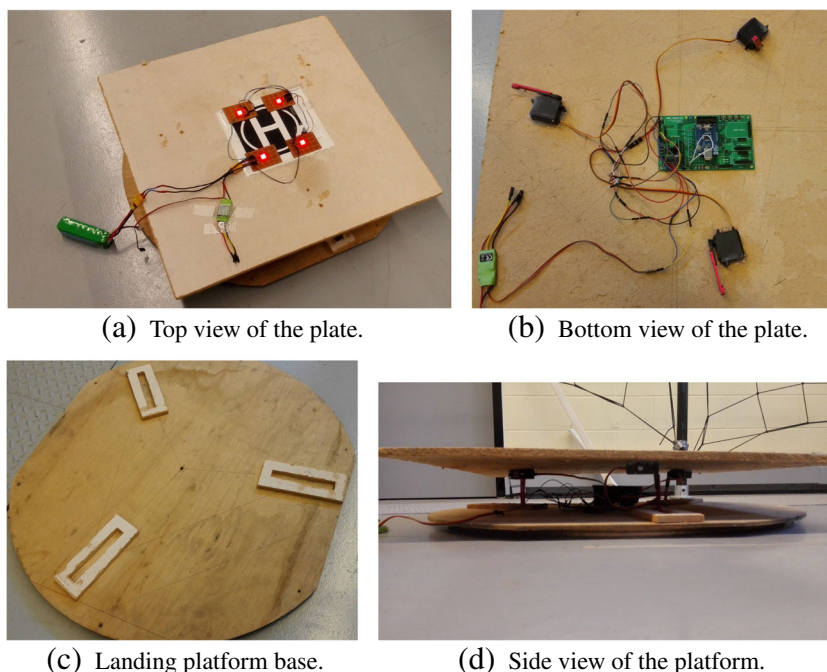 H
(a) Top view of the plate.
(b) Bottom view of the plate.
(c) Landing platform base.
(d) Side view of the platform.